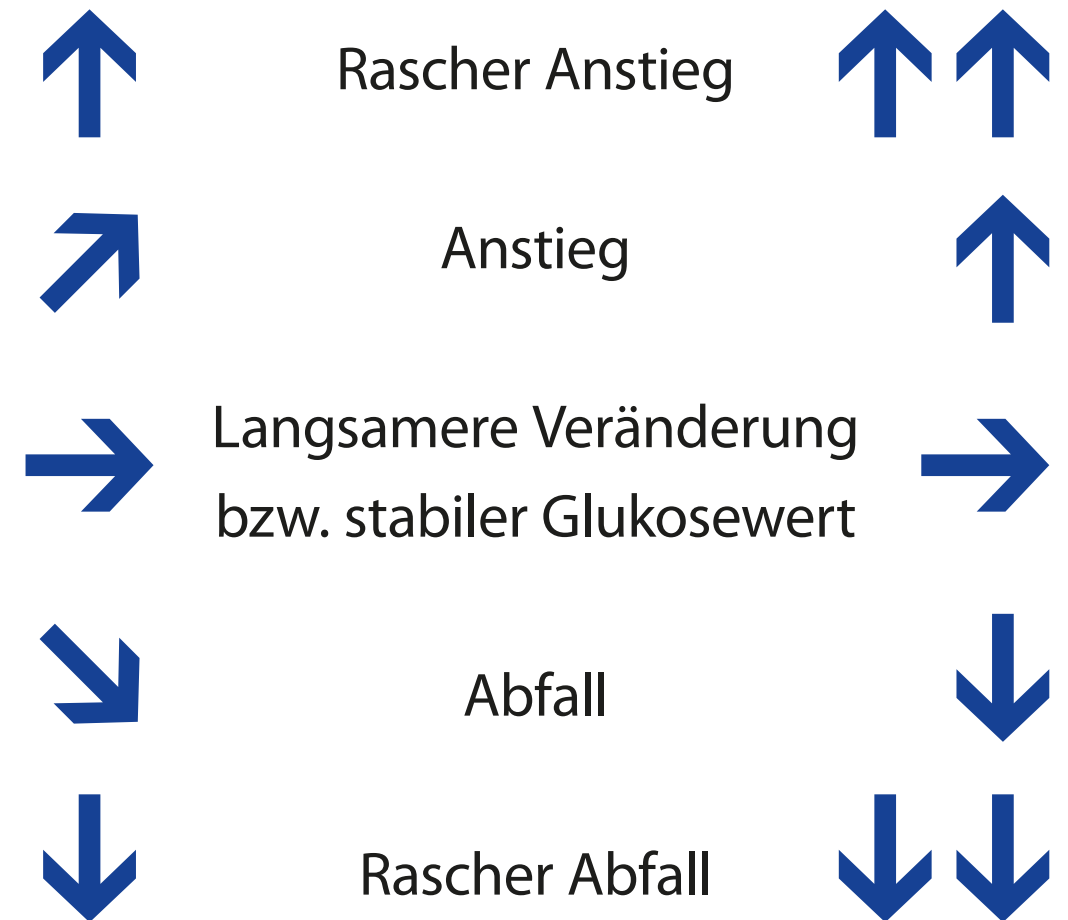 Rascher Anstieg
Anstieg
Langsamere Veränderung
bzw. stabiler Glukosewert
Abfall
Rascher Abfall